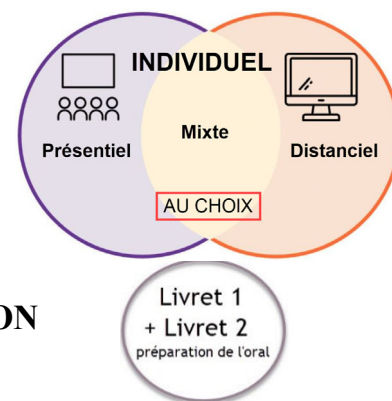 INDIVIDUEL
Mixte
Présentiel
Distanciel
AU CHOIX
ON
Livret 1
+ Livret 2
préparation de l'oral